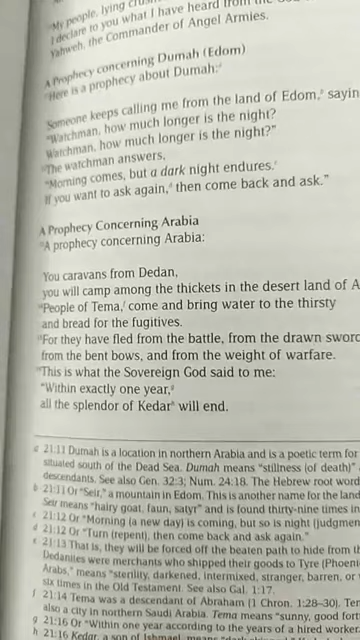 "My people, lying
I declare to you what I have heard from the
Yahweh, the Commander of Angel Armies.
A Prophecy concerning Dumah (Edom)
"Here is a prophecy about Dumah:
Someone keeps calling me from the land of Edom, sayin
"Watchman, how much longer is the night?
Watchman, how much longer is the night?"
The watchman answers,
"Morning comes, but a dark night endures.
If you want to ask again, then come back and ask."
A Prophecy Concerning Arabia
A prophecy concerning Arabia:
You caravans from Dedan,
you will camp among the thickets in the desert land of A
People of Tema, come and bring water to the thirsty
and bread for the fugitives.
For they have fled from the battle, from the drawn sword
from the bent bows, and from the weight of warfare.
This is what the Sovereign God said to me:
"Within exactly one year,
all the splendor of Kedar will end.
a 21:11 Dumah is a location in northern Arabia and is a poetic term for
situated south of the Dead Sea. Dumah means "stillness (of death)"
descendants. See also Gen. 32:3; Num. 24:18. The Hebrew root word
b 21:11 Or "Seir," a mountain in Edom. This is another name for the land
Seir means "hairy goat, faun, satyr" and is found thirty-nine times in
c 21:12 Or "Morning (a new day) is coming, but so is night (judgmen
d 21:12 Or "Turn (repent), then come back and ask again."
e 21:13 That is, they will be forced off the beaten path to hide from th
Dedanites were merchants who shipped their goods to Tyre (Phoeni
Arabs," means "sterility, darkened, intermixed, stranger, barren, or
six times in the Old Testament. See also Gal. 1:17.
f 21:14 Tema was a descendant of Abraham (1 Chron. 1:28–30). Ten
also a city in northern Saudi Arabia. Tema means "sunny, good fort
g 21:16 Or "Within one year according to the years of a hired worker
h 21:16 Kedar, a son of Ishmael, means